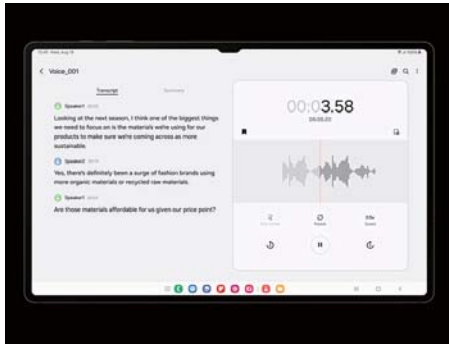 Voice_001
Transcript
Summary
Speaker1
Looking at the next season, I think one of the biggest things
we need to focus on is the materials we're using for our
products to make sure we're coming across as more
sustainable.
Speaker2
Yes, there's definitely been a surge of fashion brands using
more organic materials or recycled raw materials.
Speaker1
Are those materials affordable for us given our price point?
00:03.58
Repeat
Speed